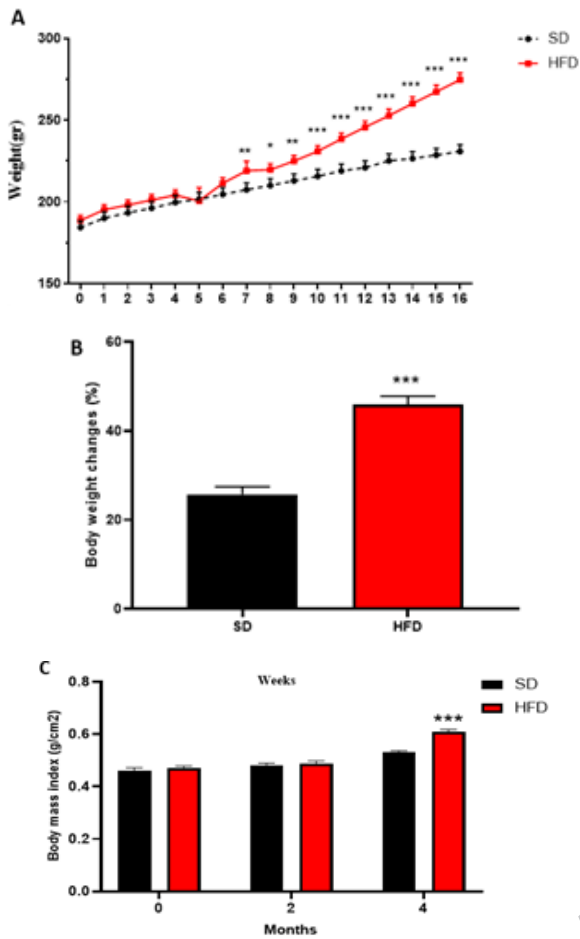 A
SD
HFD
Weight(gr)
300
250
200
150
** * ** *** *** *** *** *** *** ***
0 1 2 3 4 5 6 7 8 9 10 11 12 13 14 15 16
B
Body weight changes (%)
60
40
20
0
***
SD HFD
C
Weeks
SD
HFD
Body mass index (g/cm2)
0.8
0.6
0.4
0.2
0.0
***
0 2 4
Months